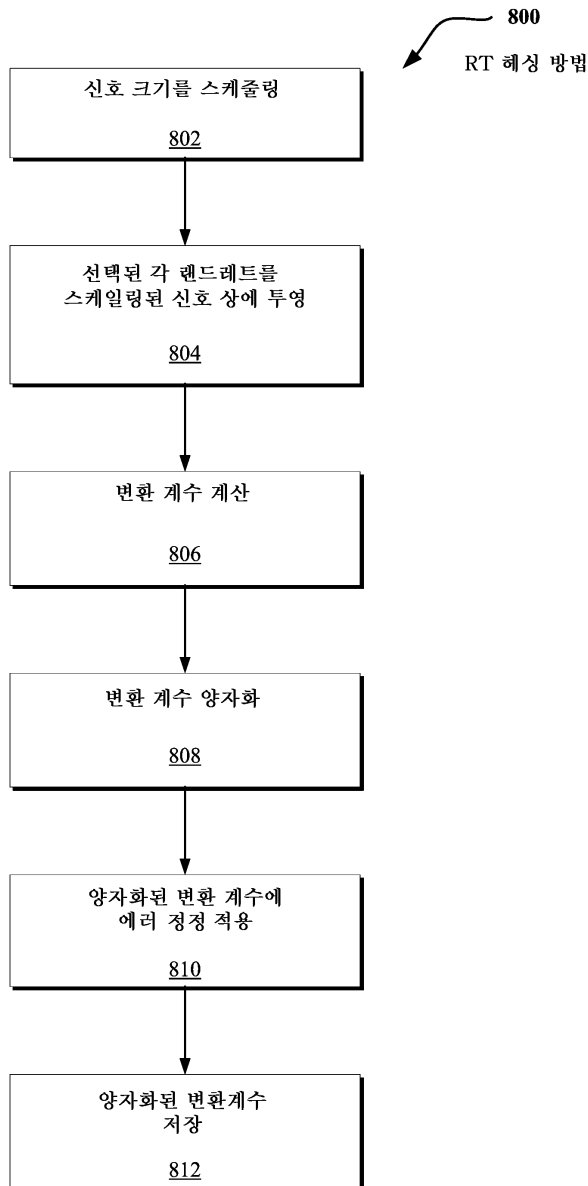 800
RT 헤싱 방법
신호 크기를 스케줄링
802
선택된 각 랜드레트를
스케일링된 신호 상에 투영
804
변환 계수 계산
806
변환 계수 양자화
808
양자화된 변환 계수에
에러 정정 적용
810
양자화된 변환계수
저장
812